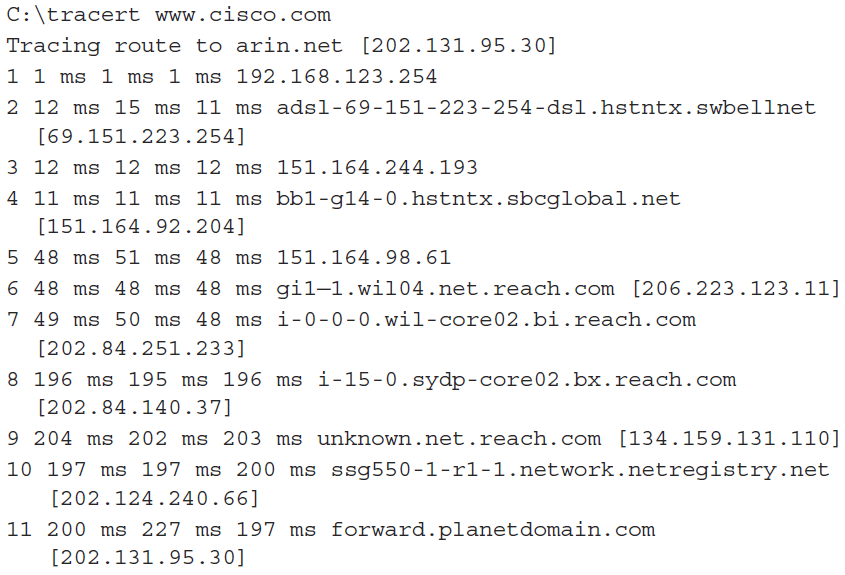 C:\tracert www.cisco.com
Tracing route to arin.net [202.131.95.30]
1 1 ms 1 ms 1 ms 192.168.123.254
2 12 ms 15 ms 11 ms adsl-69-151-223-254-dsl.hstntx.swbellnet
[69.151.223.254]
3 12 ms 12 ms 12 ms 151.164.244.193
4 11 ms 11 ms 11 ms bb1-g14-0.hstntx.sbcglobal.net
[151.164.92.204]
5 48 ms 51 ms 48 ms 151.164.98.61
6 48 ms 48 ms 48 ms gi1—1.wil04.net.reach.com [206.223.123.11]
7 49 ms 50 ms 48 ms i-0-0-0.wil-core02.bi.reach.com
[202.84.251.233]
8 196 ms 195 ms 196 ms i-15-0.sydp-core02.bx.reach.com
[202.84.140.37]
9 204 ms 202 ms 203 ms unknown.net.reach.com [134.159.131.110]
10 197 ms 197 ms 200 ms ssg550-1-r1-1.network.netregistry.net
[202.124.240.66]
11 200 ms 227 ms 197 ms forward.planetdomain.com
[202.131.95.30]